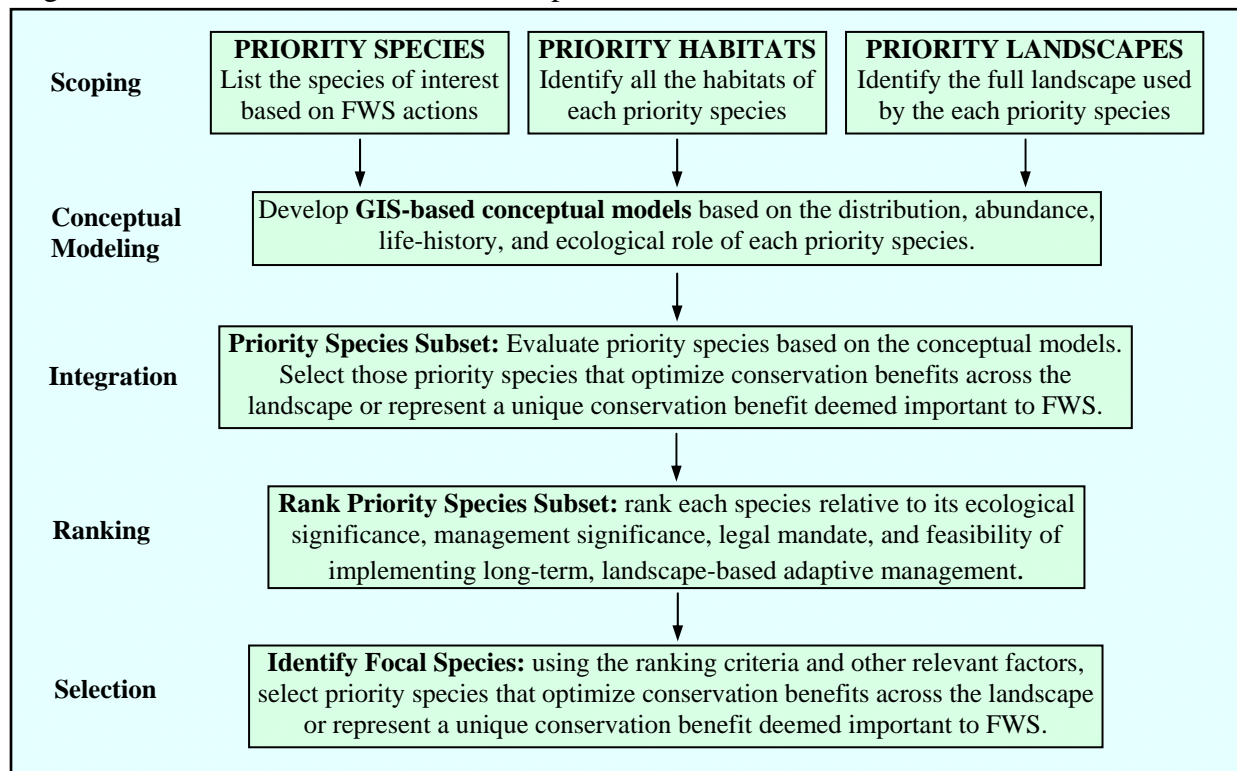 PRIORITY SPECIES
List the species of interest
based on FWS actions
PRIORITY HABITATS
Identify all the habitats of
each priority species
PRIORITY LANDSCAPES
Identify the full landscape used
by the each priority species
Scoping
Conceptual
Modeling
Develop GIS-based conceptual models based on the distribution, abundance,
life-history, and ecological role of each priority species.
Integration
Priority Species Subset: Evaluate priority species based on the conceptual models.
Select those priority species that optimize conservation benefits across the
landscape or represent a unique conservation benefit deemed important to FWS.
Ranking
Rank Priority Species Subset: rank each species relative to its ecological
significance, management significance, legal mandate, and feasibility of
implementing long-term, landscape-based adaptive management.
Selection
Identify Focal Species: using the ranking criteria and other relevant factors,
select priority species that optimize conservation benefits across the landscape
or represent a unique conservation benefit deemed important to FWS.